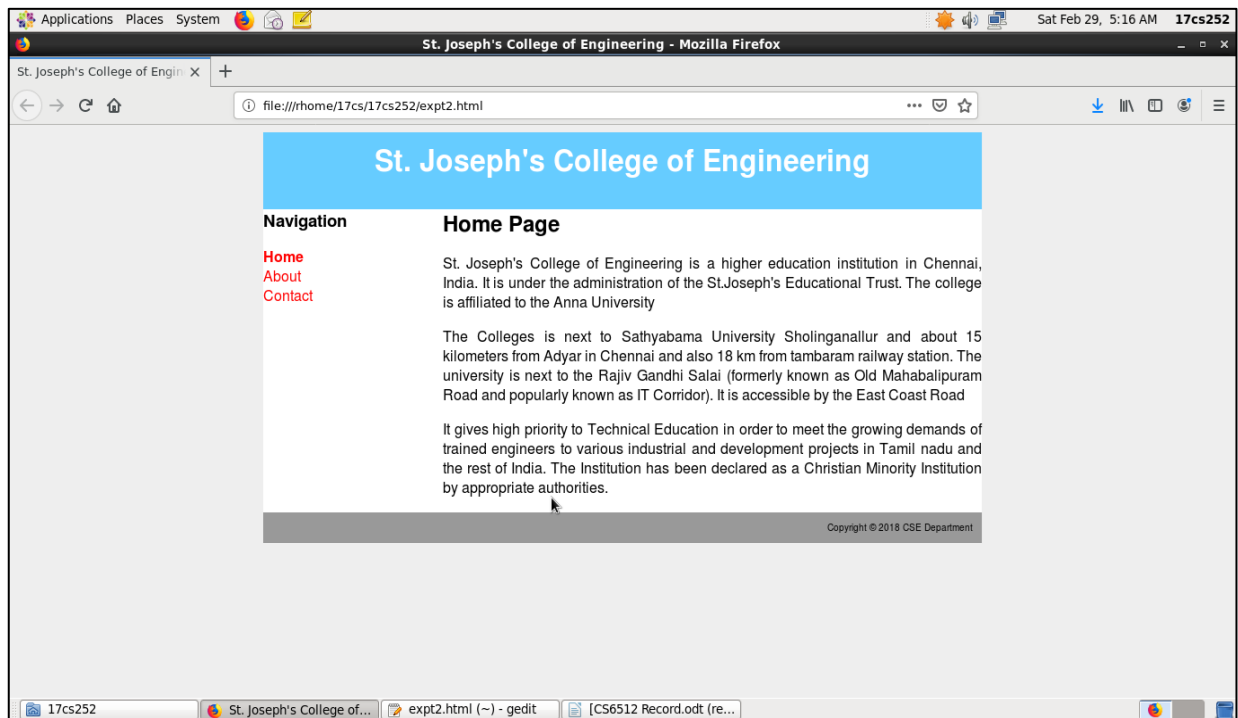 Applications Places System
Sat Feb 29, 5:16 AM 17cs252
St. Joseph's College of Engineering - Mozilla Firefox
St. Joseph's College of Engin
file:///rhome/17cs/17cs252/expt2.html
St. Joseph's College of Engineering
Navigation
Home
About
Contact
Home Page
St. Joseph's College of Engineering is a higher education institution in Chennai,
India. It is under the administration of the St.Joseph's Educational Trust. The college
is affiliated to the Anna University
The Colleges is next to Sathyabama University Sholinganallur and about 15
kilometers from Adyar in Chennai and also 18 km from tambaram railway station. The
university is next to the Rajiv Gandhi Salai (formerly known as Old Mahabalipuram
Road and popularly known as IT Corridor). It is accessible by the East Coast Road
It gives high priority to Technical Education in order to meet the growing demands of
trained engineers to various industrial and development projects in Tamil nadu and
the rest of India. The Institution has been declared as a Christian Minority Institution
by appropriate authorities.
Copyright © 2018 CSE Department
17cs252
St. Joseph's College of...
expt2.html (~) - gedit
[CS6512 Record.odt (re...